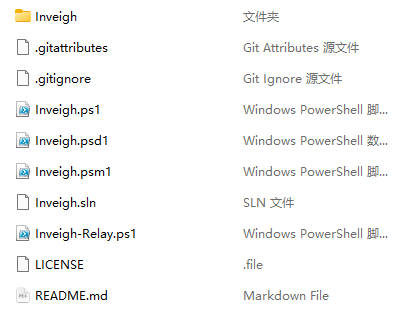 Inveigh 文件夹
.gitattributes Git Attributes 源文件
.gitignore Git Ignore 源文件
Inveigh.ps1 Windows PowerShell 脚...
Inveigh.psd1 Windows PowerShell 数...
Inveigh.psm1 Windows PowerShell 脚...
Inveigh.sln SLN 文件
Inveigh-Relay.ps1 Windows PowerShell 脚...
LICENSE .file
README.md Markdown File